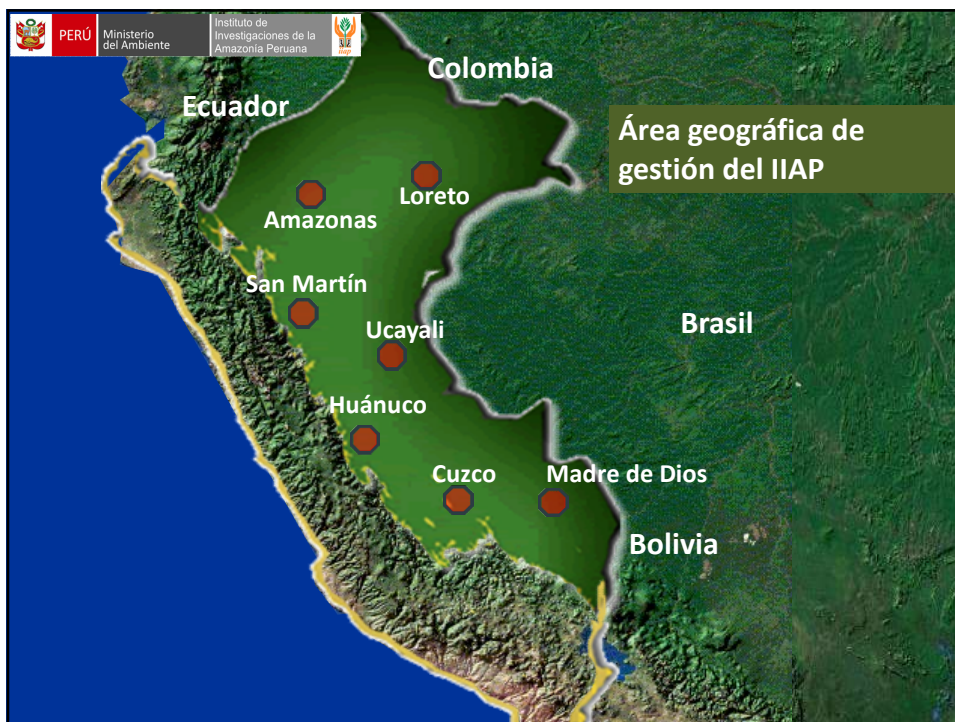 PERÚ
Ministerio
del Ambiente
Instituto de
Investigaciones de la
Amazonía Peruana
iiap
Colombia
Ecuador
Área geográfica de
gestión del IIAP
Loreto
Amazonas
San Martín
Brasil
Ucayali
Huánuco
Cuzco
Madre de Dios
Bolivia